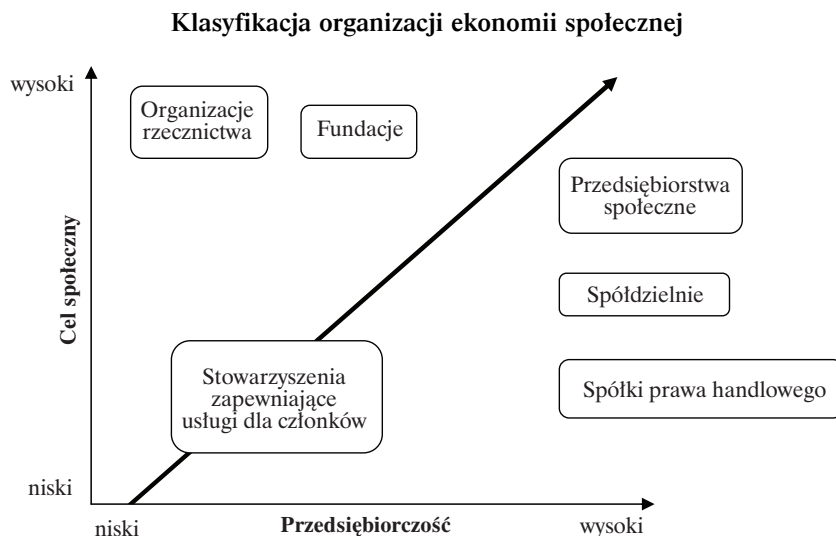 Klasyfikacja organizacji ekonomii społecznej
wysoki
Organizacje
rzecznictwa
Fundacje
Przedsiębiorstwa
społeczne
Cel społeczny
Spółdzielnie
Stowarzyszenia
zapewniające
usługi dla członków
Spółki prawa handlowego
niski
niski
Przedsiębiorczość
wysoki